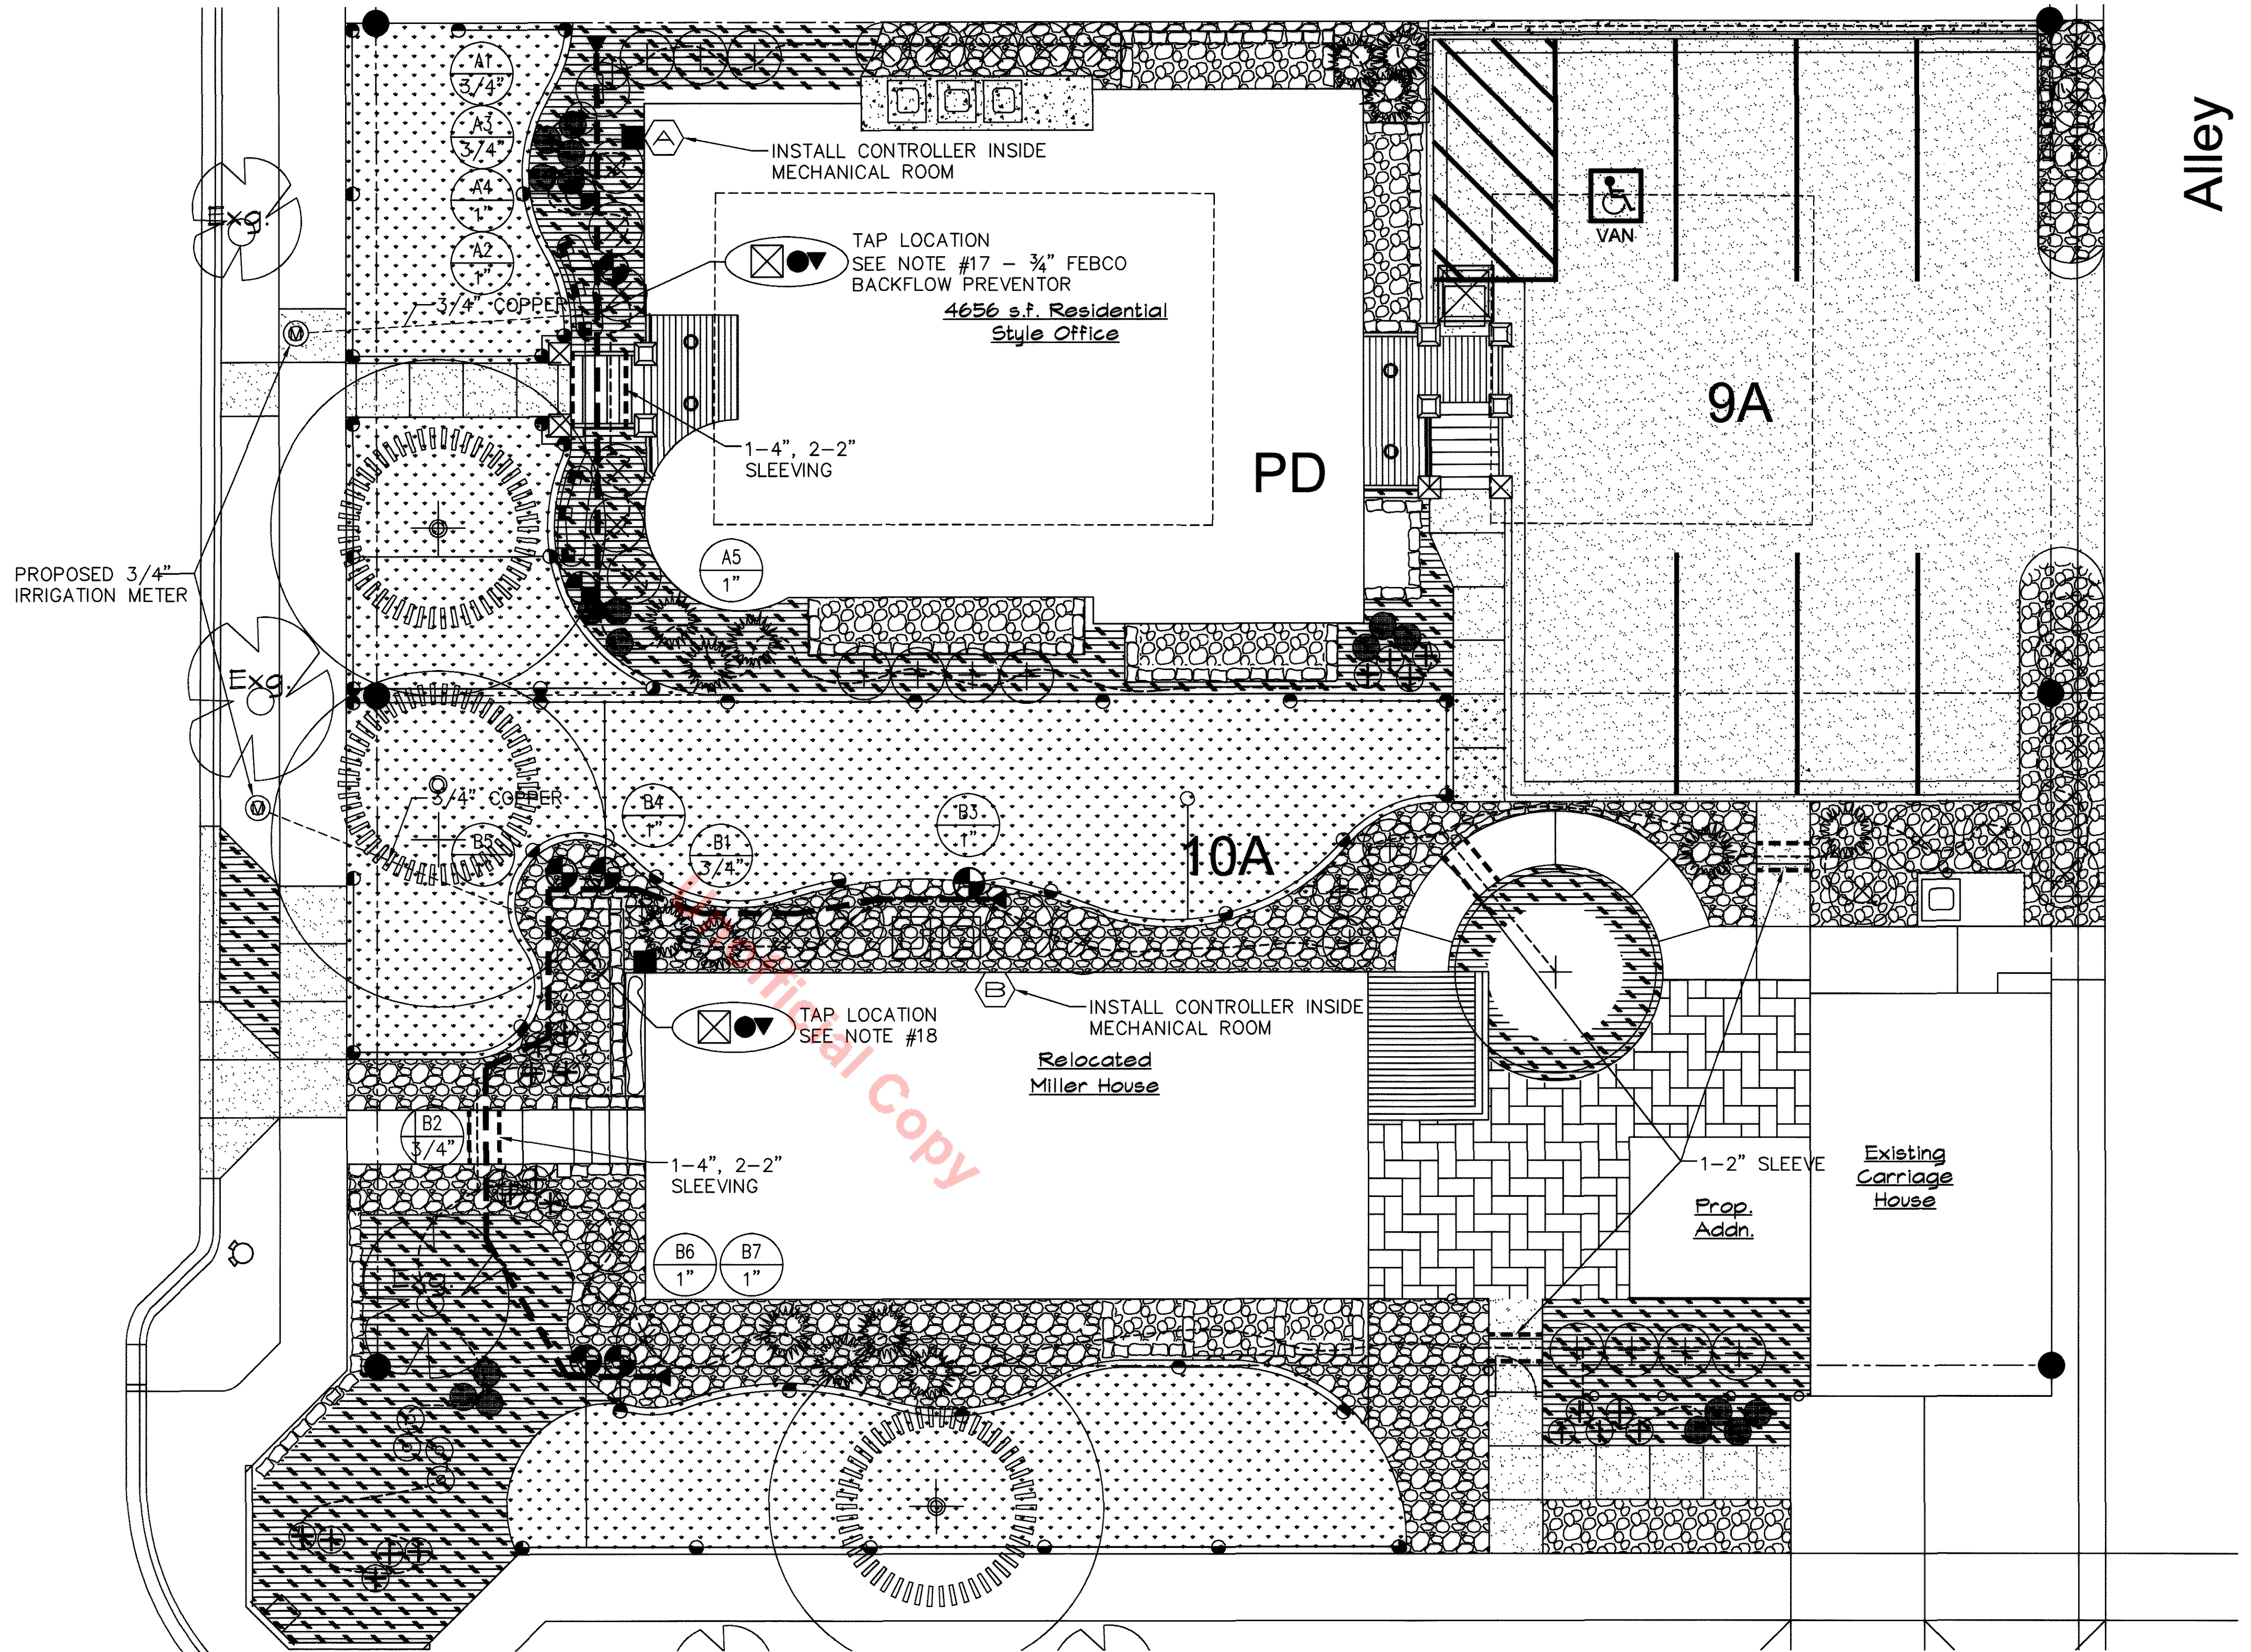 A1
3/4"
A3
3/4"
A4
1"
A2
1"
3/4" COPPER
Exg.
M
A
INSTALL CONTROLLER INSIDE
MECHANICAL ROOM
TAP LOCATION
SEE NOTE #17 – ¾" FEBCO
BACKFLOW PREVENTOR
4656 s.f. Residential
Style Office
VAN
Alley
9A
PD
1–4", 2–2"
SLEEVING
A5
1"
PROPOSED 3/4"
IRRIGATION METER
Exg.
M
3/4" COPPER
B5
B4
1"
B1
3/4"
B3
1"
10A
Unofficial Copy
TAP LOCATION
SEE NOTE #18
B
INSTALL CONTROLLER INSIDE
MECHANICAL ROOM
Relocated
Miller House
B2
3/4"
1–4", 2–2"
SLEEVING
1–2" SLEEVE
Prop.
Addn.
Existing
Carriage
House
B6
1"
B7
1"
Exg.